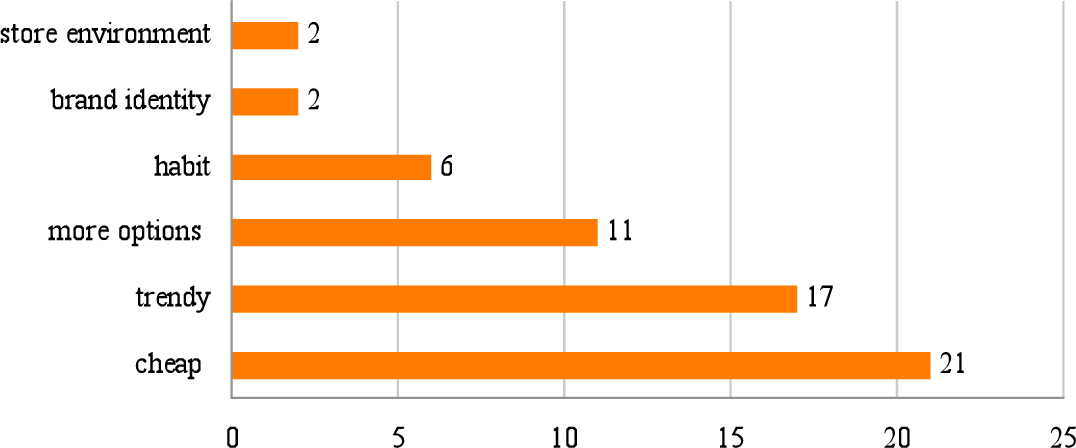 store environment 2
brand identity 2
habit 6
more options 11
trendy 17
cheap 21
0 5 10 15 20 25